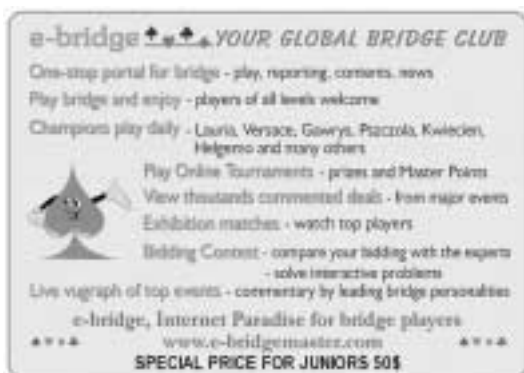 e-bridge YOUR GLOBAL BRIDGE CLUB
One-stop portal for bridge - play, reporting, contests, news
Play bridge and enjoy - players of all levels welcome
Champions play daily - Lauria, Versace, Gawrys, Pszczola, Kwiecien,
Helgemo and many others
Play Online Tournaments - prizes and Master Points
View thousands commented deals - from major events
Exhibition matches - watch top players
Bidding Contest - compare your bidding with the experts
- solve interactive problems
Live vugraph of top events - commentary by leading bridge personalities
e-bridge, Internet Paradise for bridge players
www.e-bridgemaster.com
SPECIAL PRICE FOR JUNIORS 50$